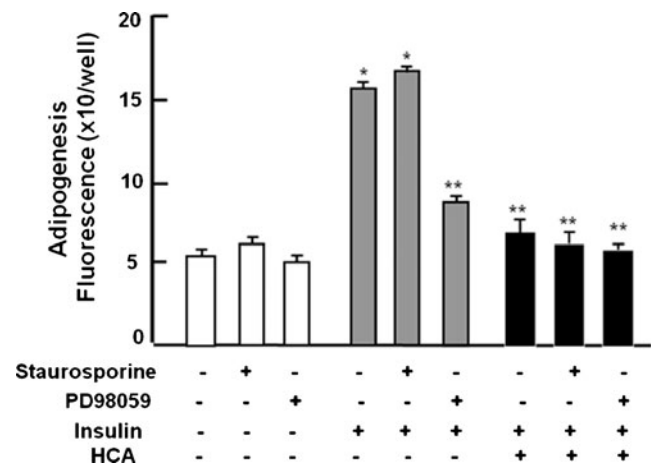 Adipogenesis
Fluorescence (x10/well)
20
15
10
5
0
*
*
**
**
**
**
Staurosporine - + - - + - - + -
PD98059 - - + - - + - - +
Insulin - - - + + + + + +
HCA - - - - - - + + +